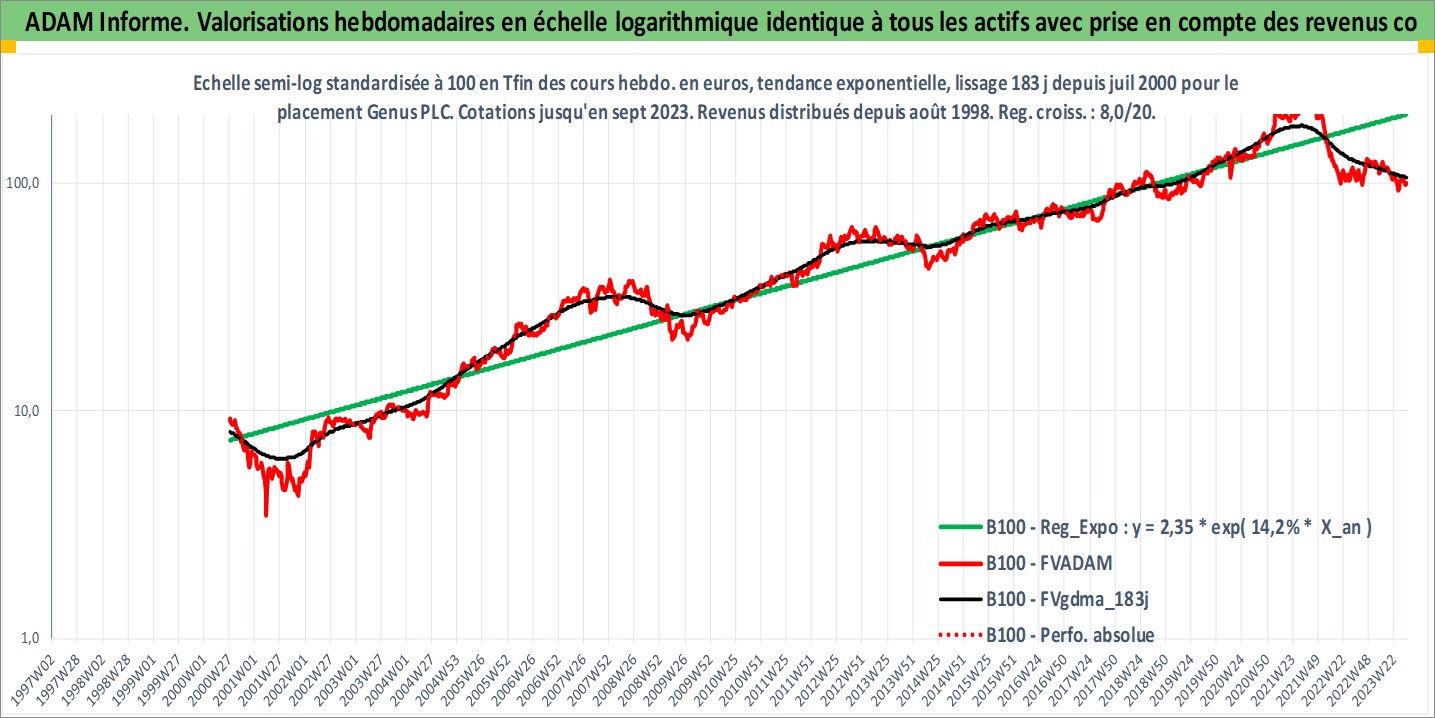 ADAM Informe. Valorisations hebdomadaires en échelle logarithmique identique à tous les actifs avec prise en compte des revenus co
Echelle semi-log standardisée à 100 en Tfin des cours hebdo. en euros, tendance exponentielle, lissage 183 j depuis juil 2000 pour le
placement Genus PLC. Cotations jusqu'en sept 2023. Revenus distribués depuis août 1998. Reg. croiss. : 8,0/20.
100,0
10,0
1,0
B100 - Reg_Expo : y = 2,35 * exp( 14,2% * X_an )
B100 - FVADAM
B100 - FVgdma_183j
B100 - Perfo. absolue
1997W02
1997W28
1998W02
1998W28
1999W01
1999W27
2000W01
2000W27
2001W01
2001W27
2002W01
2002W27
2003W01
2003W27
2004W01
2004W27
2004W53
2005W26
2005W52
2006W26
2006W52
2007W26
2007W52
2008W26
2008W52
2009W26
2009W52
2010W25
2010W51
2011W25
2011W51
2012W25
2012W51
2013W25
2013W51
2014W25
2014W51
2015W25
2015W51
2016W24
2016W50
2017W24
2017W50
2018W24
2018W50
2019W24
2019W50
2020W24
2020W50
2021W23
2021W49
2022W22
2022W48
2023W22